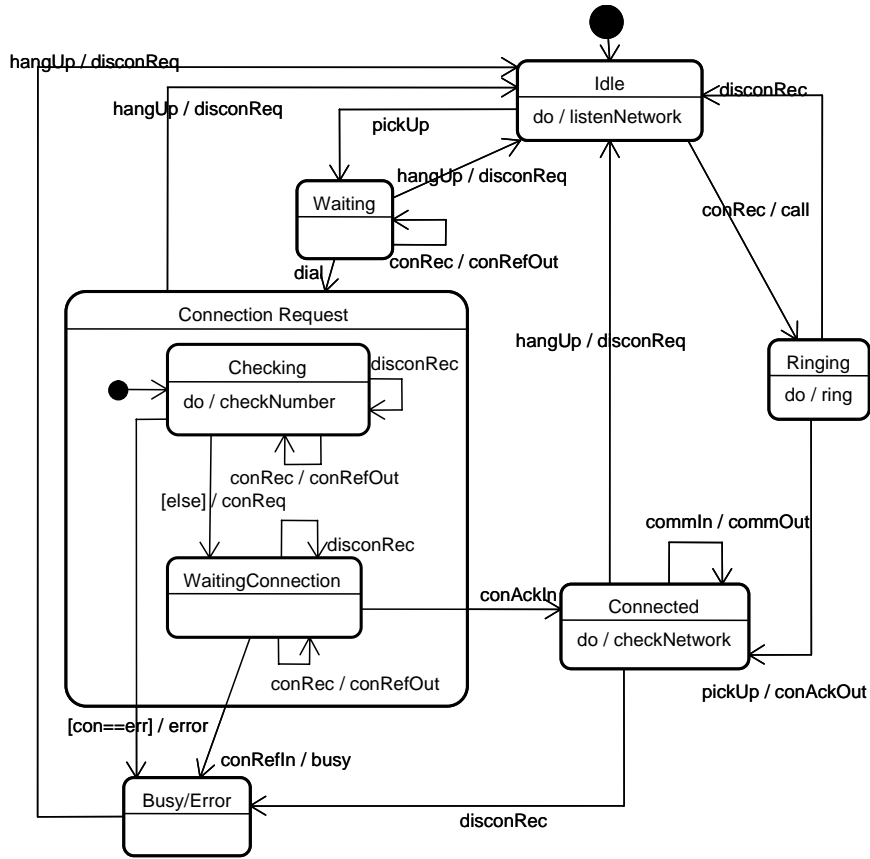 hangUp / disconReq
Idle
do / listenNetwork
disconRec
hangUp / disconReq
pickUp
hangUp / disconReq
Waiting
conRec / call
conRec / conRefOut
dial
Connection Request
hangUp / disconReq
Checking
do / checkNumber
disconRec
Ringing
do / ring
conRec / conRefOut
[else] / conReq
commIn / commOut
disconRec
WaitingConnection
conAckIn
Connected
do / checkNetwork
conRec / conRefOut
pickUp / conAckOut
[con==err] / error
conRefIn / busy
Busy/Error
disconRec